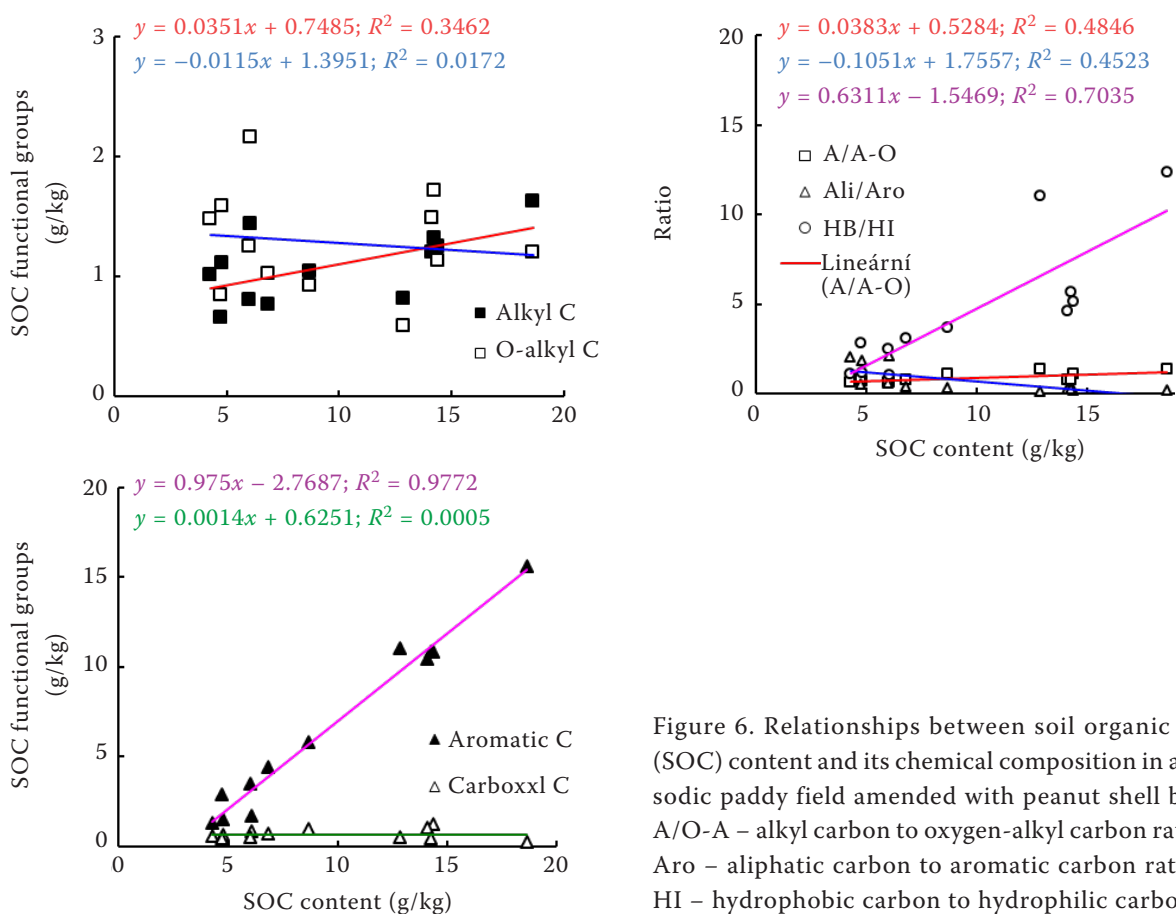 y = 0.0351x + 0.7485; R² = 0.3462
y = −0.0115x + 1.3951; R² = 0.0172
3
2
1
0
0
5
10
15
20
SOC functional groups
(g/kg)
Alkyl C
O-alkyl C
y = 0.0383x + 0.5284; R² = 0.4846
y = −0.1051x + 1.7557; R² = 0.4523
y = 0.6311x − 1.5469; R² = 0.7035
20
15
10
5
0
0
5
10
15
Ratio
A/A-O
Ali/Aro
HB/HI
Lineární
(A/A-O)
SOC content (g/kg)
y = 0.975x − 2.7687; R² = 0.9772
y = 0.0014x + 0.6251; R² = 0.0005
20
15
10
5
0
0
5
10
15
20
SOC functional groups
(g/kg)
Aromatic C
Carboxxl C
SOC content (g/kg)
Figure 6. Relationships between soil organic
(SOC) content and its chemical composition in a
sodic paddy field amended with peanut shell b
A/O-A – alkyl carbon to oxygen-alkyl carbon ra
Aro – aliphatic carbon to aromatic carbon rat
HI – hydrophobic carbon to hydrophilic carbo